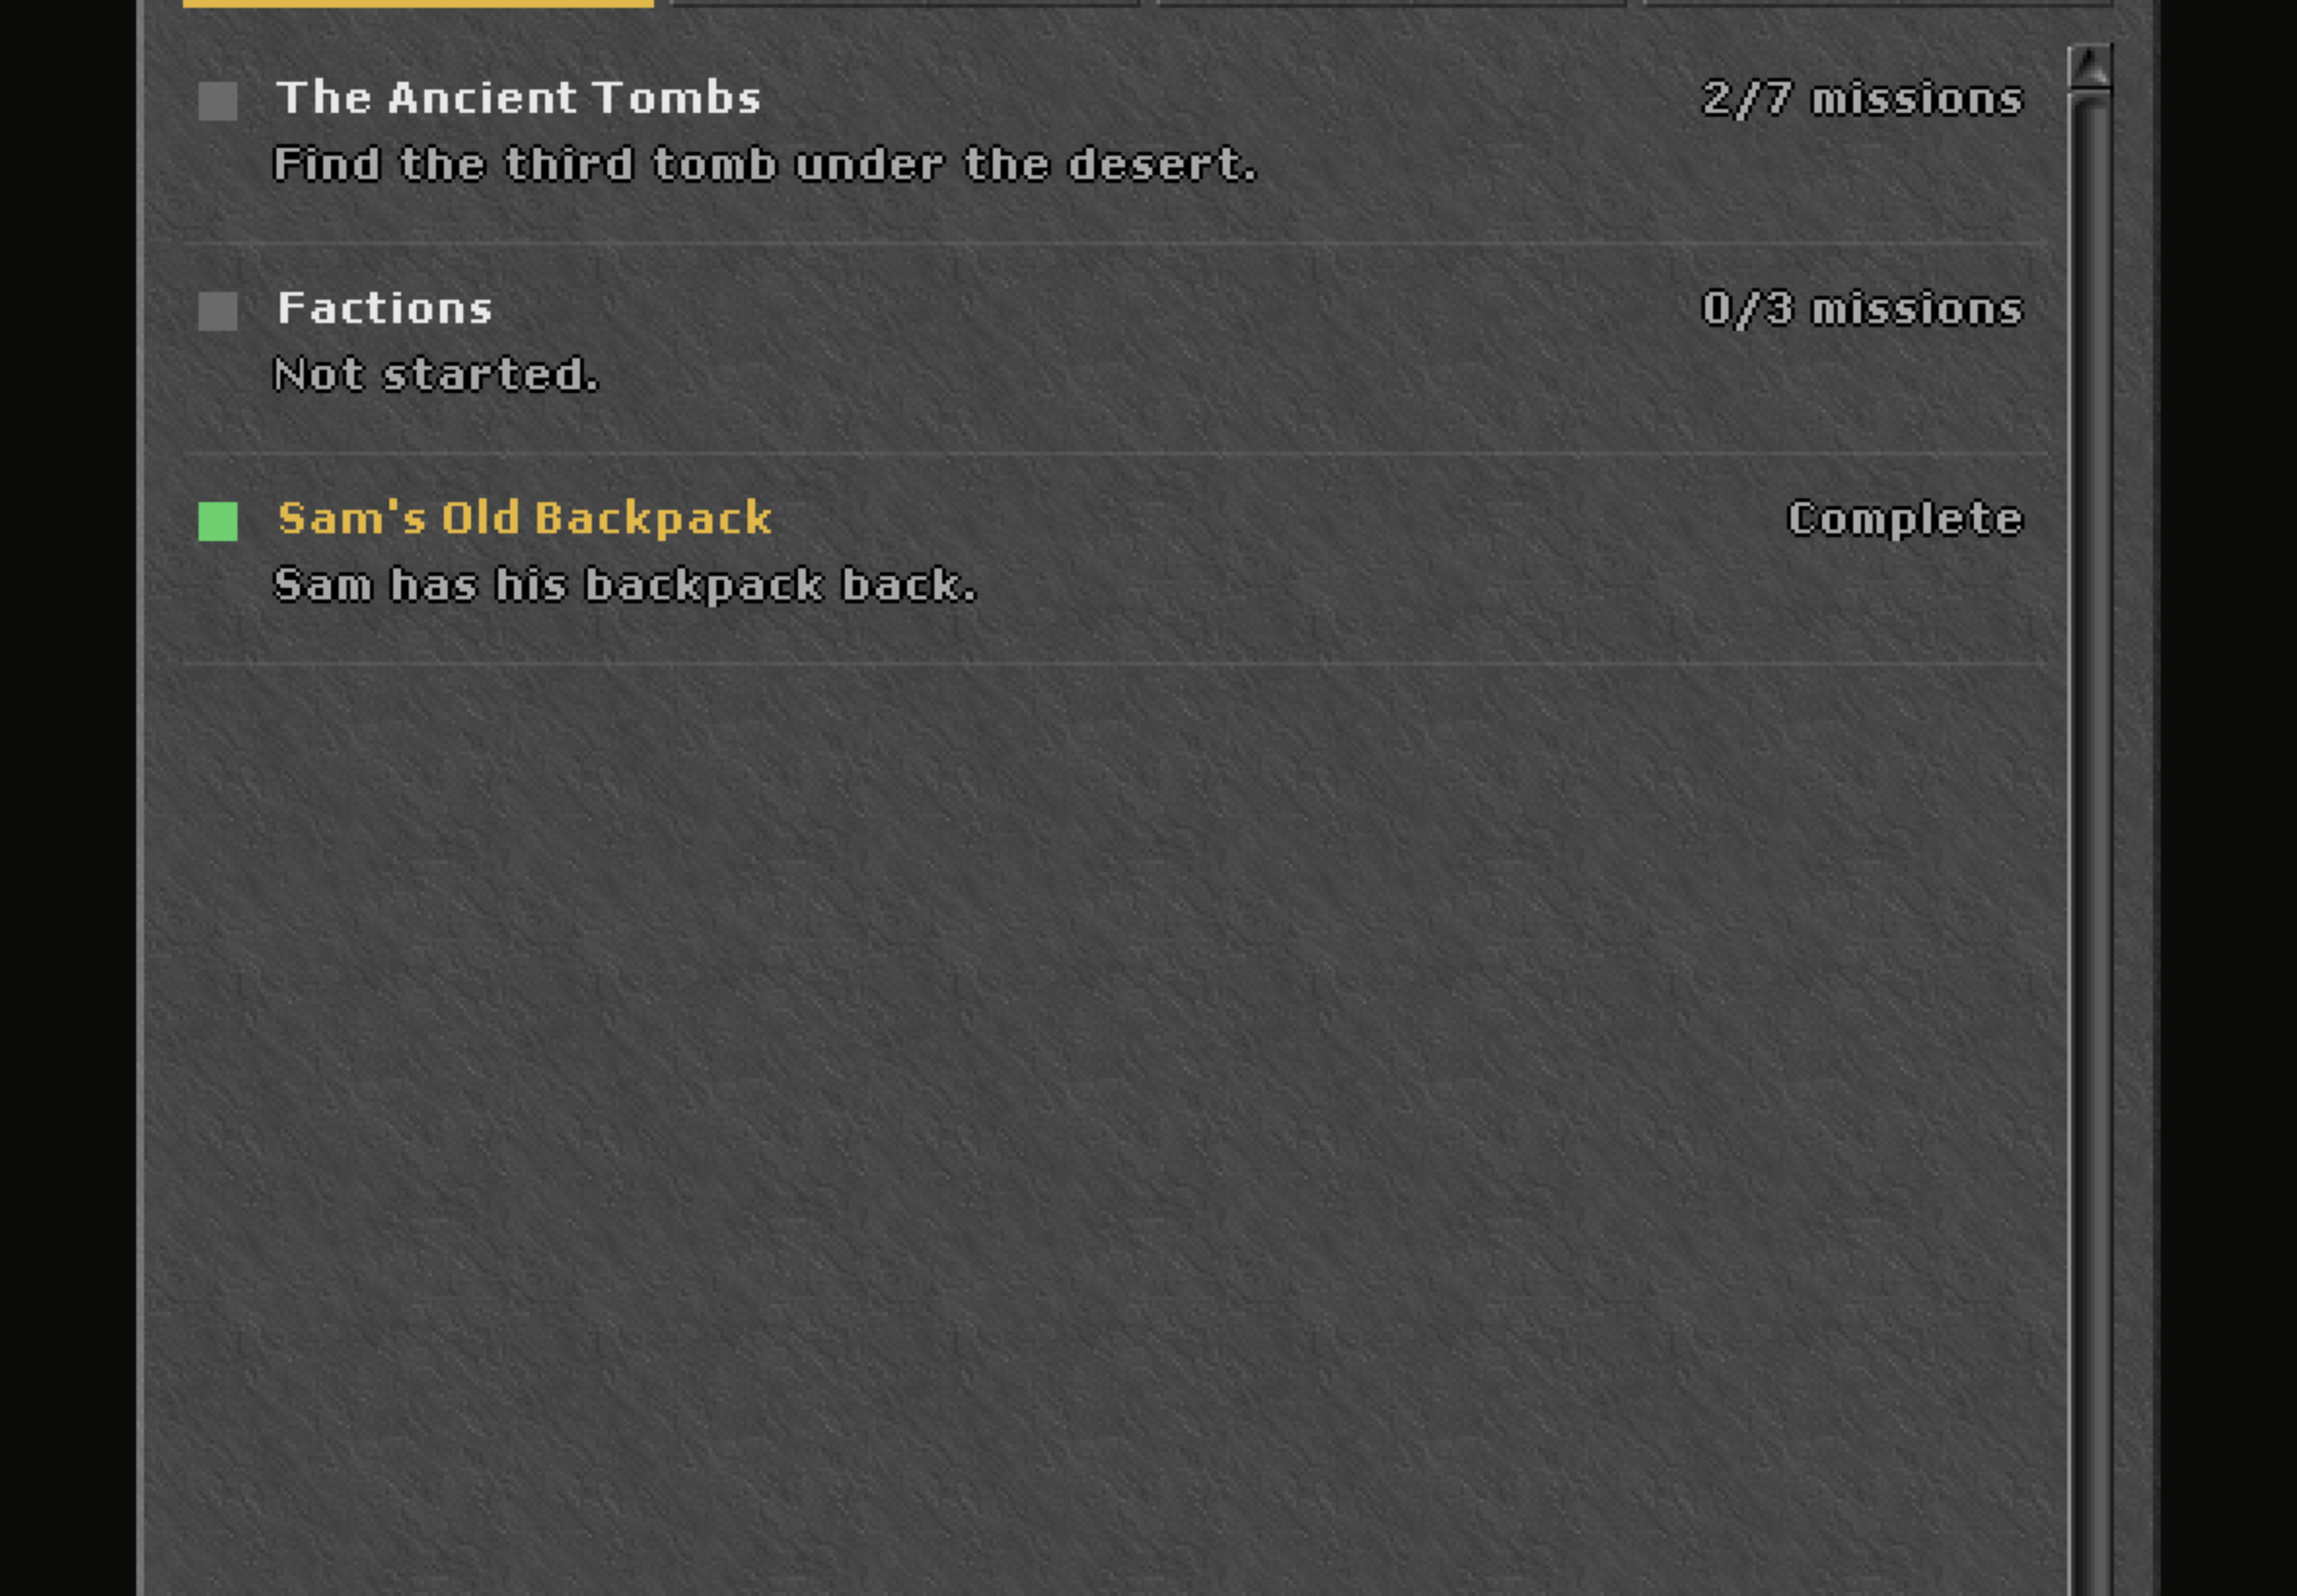 The Ancient Tombs 2/7 missions
Find the third tomb under the desert.
Factions 0/3 missions
Not started.
Sam's Old Backpack Complete
Sam has his backpack back.